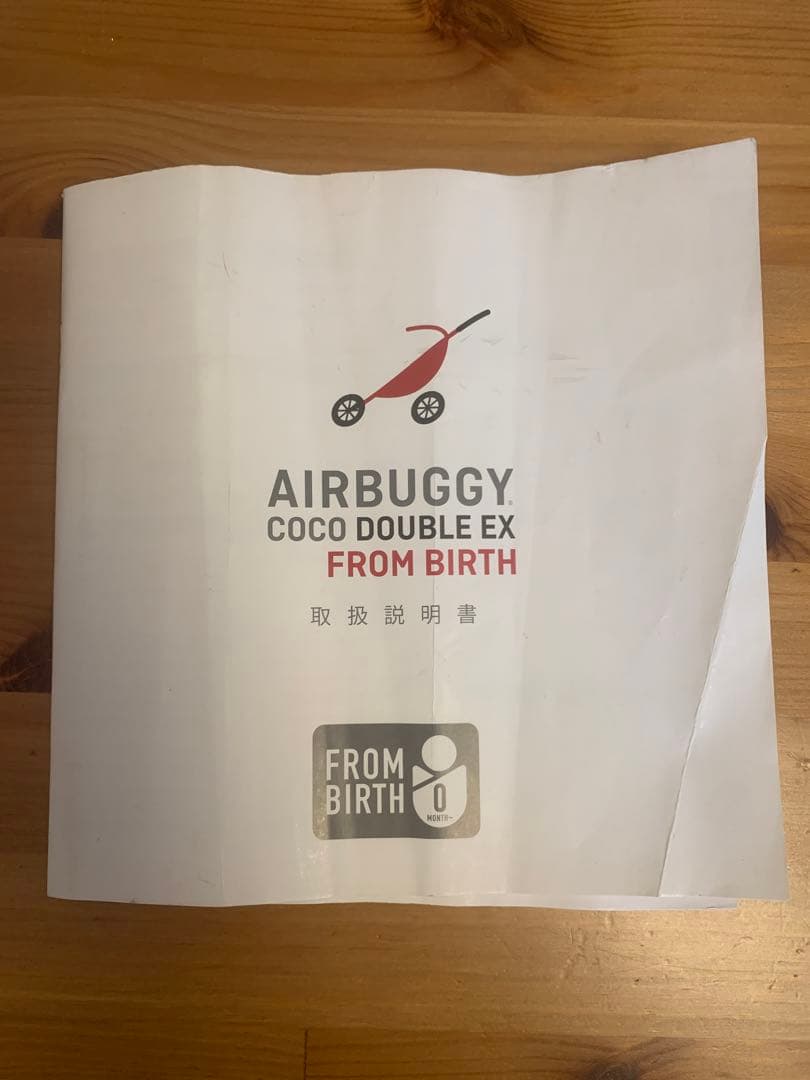 AIRBUGGY
COCO DOUBLE EX
FROM BIRTH
取扱説明書
FROM
BIRTH
0
MONTH~